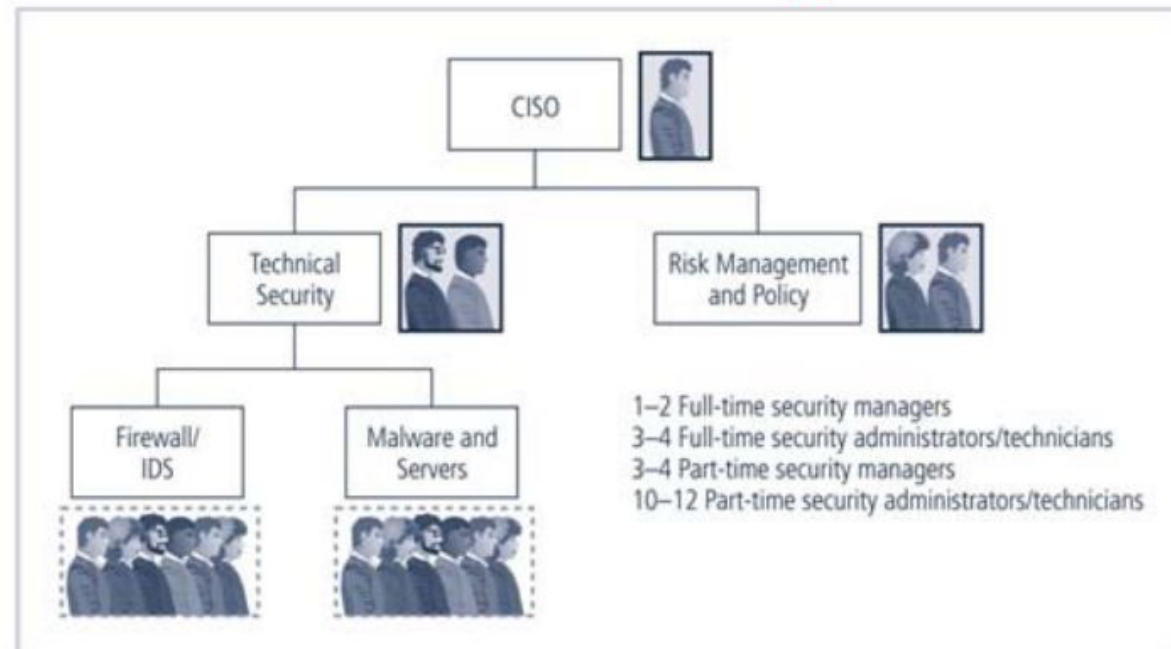 CISO
Technical
Security
Risk Management
and Policy
Firewall/
IDS
Malware and
Servers
1–2 Full-time security managers
3–4 Full-time security administrators/technicians
3–4 Part-time security managers
10–12 Part-time security administrators/technicians